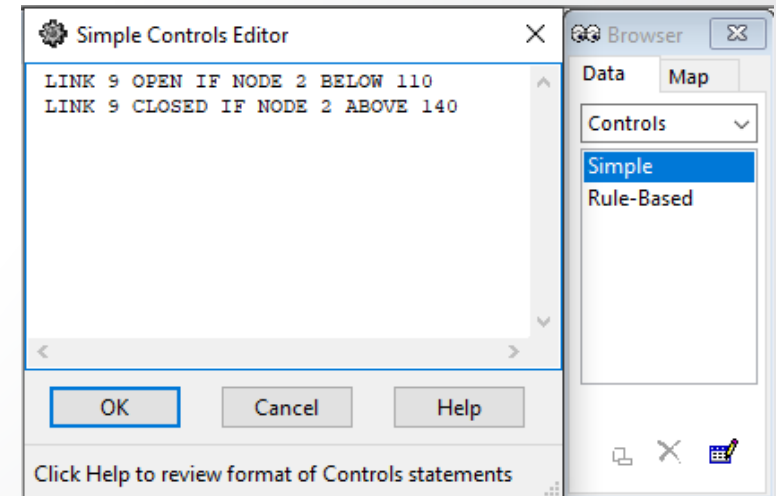 Simple Controls Editor
LINK 9 OPEN IF NODE 2 BELOW 110
LINK 9 CLOSED IF NODE 2 ABOVE 140
OK Cancel Help
Click Help to review format of Controls statements
Browser
Data Map
Controls
Simple
Rule-Based